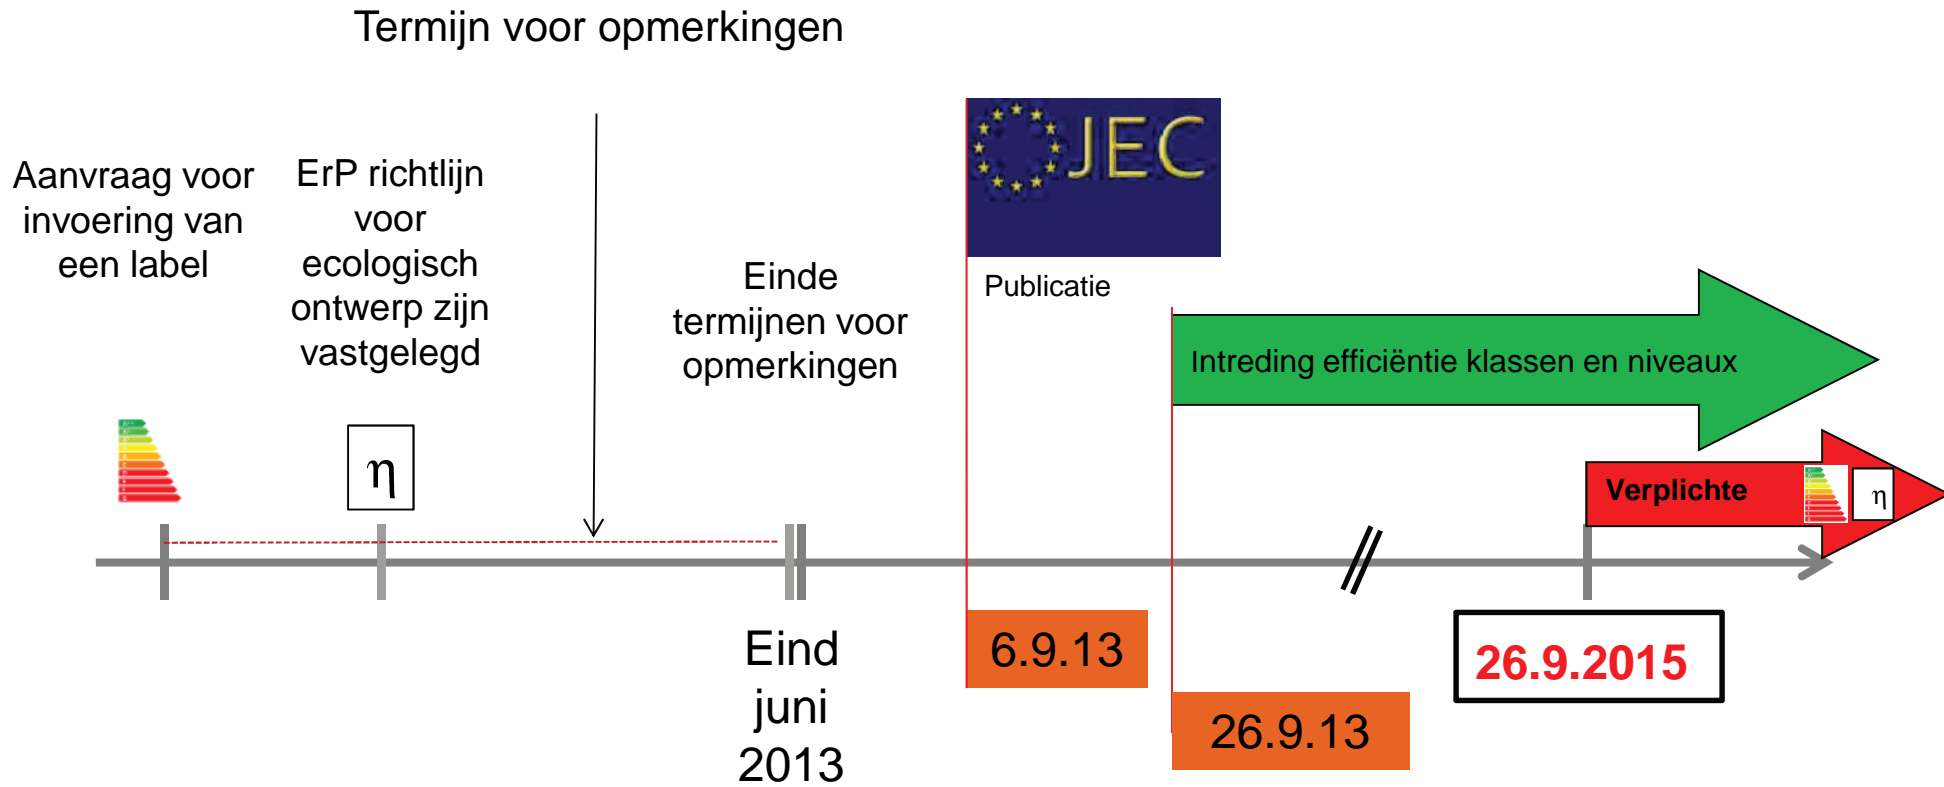 Termijn voor opmerkingen
Aanvraag voor
invoering van
een label
ErP richtlijn
voor
ecologisch
ontwerp zijn
vastgelegd
η
Einde
termijnen voor
opmerkingen
JEC
Publicatie
Intreding efficiëntie klassen en niveaux
Verplichte
η
Eind
juni
2013
6.9.13
26.9.13
26.9.2015